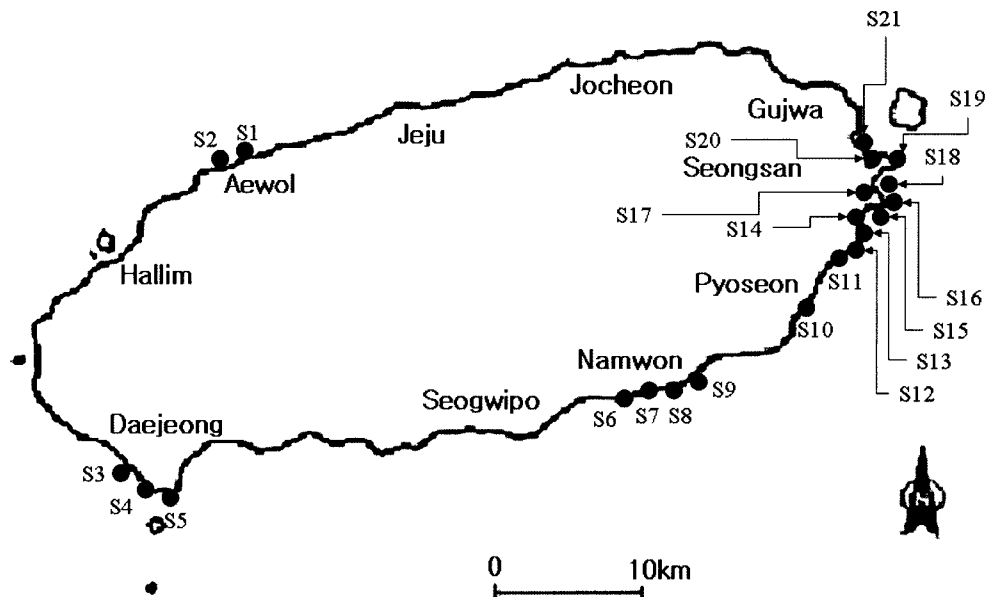 S21
Jocheon
Gujwa
S19
S2
S1
Jeju
S20
S18
Aewol
Seongsan
S17
S14
Hallim
Pyoseon
S11
S16
S10
S15
Namwon
S13
S9
S12
Seogwipo
S6
S7
S8
Daejeong
S3
S4
S5
N
0
10km